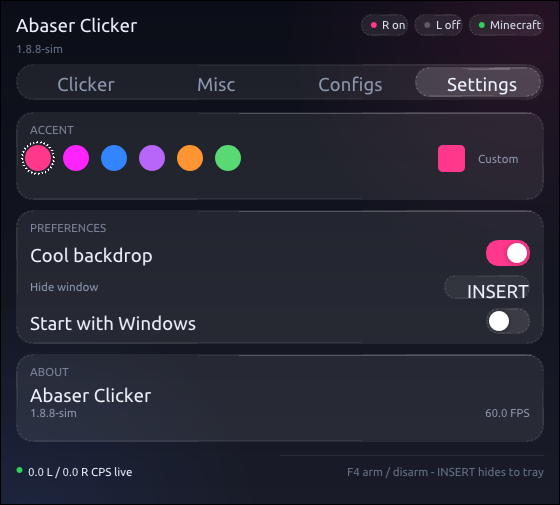 Abaser Clicker
R on
L off
Minecraft
1.8.8-sim
Clicker
Misc
Configs
Settings
ACCENT
Custom
PREFERENCES
Cool backdrop
Hide window
INSERT
Start with Windows
ABOUT
Abaser Clicker
1.8.8-sim
60.0 FPS
0.0 L / 0.0 R CPS live
F4 arm / disarm - INSERT hides to tray